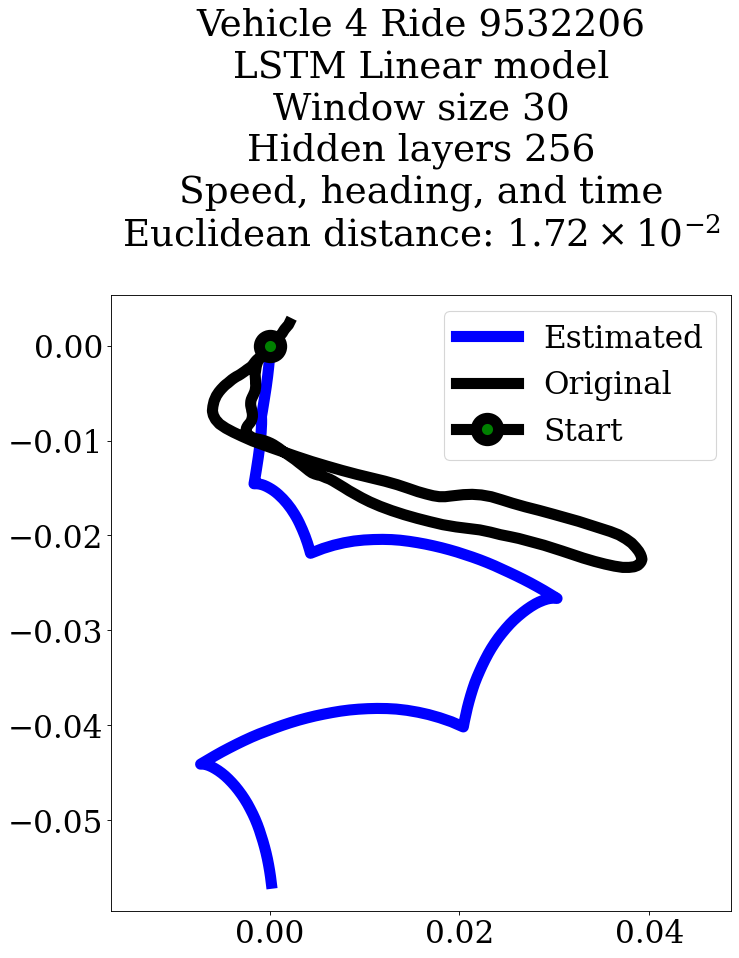 Vehicle 4 Ride 9532206
LSTM Linear model
Window size 30
Hidden layers 256
Speed, heading, and time
Euclidean distance: 1.72 × 10⁻²
Estimated
Original
Start
0.00
−0.01
−0.02
−0.03
−0.04
−0.05
0.00 0.02 0.04